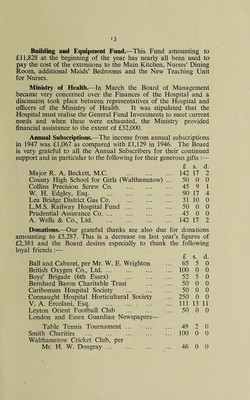 13
Building and Equipment Fund.—This Fund amounting to
£11,828 at the beginning of the year has nearly all been used to
pay the cost of the extensions to the Main Kitchen, Nurses' Dining
Room, additional Maids' Bedrooms and the New Teaching Unit
for Nurses.
Ministry of Health.—In March the Board of Management
became very concerned over the Finances of the Hospital and a
discussion took place between representatives of the Hospital and
officers of the Ministry of Health. It was stipulated that the
Hospital must realise the General Fund Investments to meet current
needs and when these were exhausted, the Ministry provided
financial assistance to the extent of £32,000.
Annual Subscriptions.—The income from annual subscriptions
in 1947 was £1,067 as compared with £1,129 in 1946. The Board
is very grateful to all the Annual Subscribers for their continued
support and in particular to the following for their generous gifts :—
£ s. d.
Major R. A. Beckett, M.C. 142 17 2
County High School for Girls (Walthamstow) ... 50 0 0
Collins Precision Screw Co. ... 45 9 1
W. H. Edgley, Esq. ... 90 17 4
Lea Bridge District Gas Co. ... 31 10 0
L.M.S. Railway Hospital Fund ... 50 0 0
Prudential Assurance Co. ... 45 0 0
A. Wells & Co., Ltd. ... 142 17 2
Donations.—Our grateful thanks are also due for donations
amounting to £5,287. This is a decrease on last year's figures of
£2,381 and the Board desires especially to thank the following
loyal friends :—
£ s. d.
Ball and Cabaret, per Mr. W. E. Wrighton ... 65 5 0
British Oxygen Co., Ltd. ... 100 0 0
Boys' Brigade (6th Essex) ... 52 5 0
Bernhard Baron Charitable Trust ... 50 0 0
Caribonum Hospital Society ... 50 0 0
Connaught Hospital Horticultural Society ... 250 0 0
V. A. Ercolani, Esq. ... 111 13 11
Leyton Orient Football Club ... 50 0 0
London and Essex Guardian Newspapers—
Table Tennis Tournament ... 49 2 0
Smith Charities ... 100 0 0
Walthamstow Cricket Club, per
Mr. H. W. Dongray ... 46 0 0